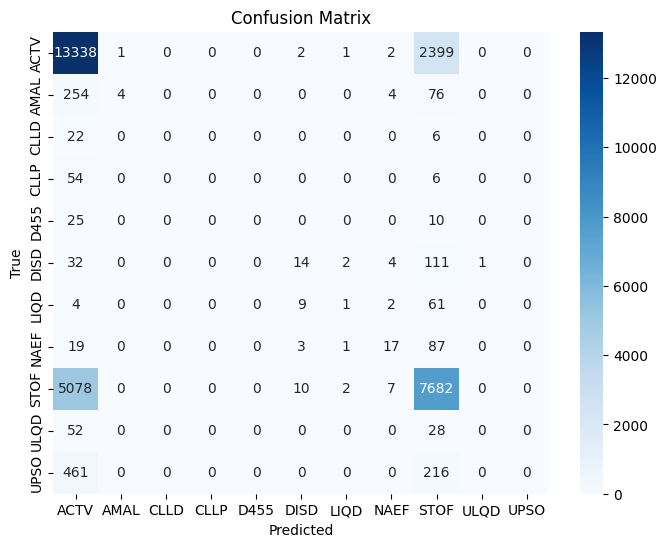 Confusion Matrix
True
ACTV 13338 1 0 0 0 2 1 2 2399 0 0
AMAL 254 4 0 0 0 0 0 4 76 0 0
CLLD 22 0 0 0 0 0 0 0 6 0 0
CLLP 54 0 0 0 0 0 0 0 6 0 0
D455 25 0 0 0 0 0 0 0 10 0 0
DISD 32 0 0 0 0 14 2 4 111 1 0
LIQD 4 0 0 0 0 9 1 2 61 0 0
NAEF 19 0 0 0 0 3 1 17 87 0 0
STOF 5078 0 0 0 0 10 2 7 7682 0 0
ULQD 52 0 0 0 0 0 0 0 28 0 0
UPSO 461 0 0 0 0 0 0 0 216 0 0
ACTV AMAL CLLD CLLP D455 DISD LIQD NAEF STOF ULQD UPSO
Predicted
12000
10000
8000
6000
4000
2000
0